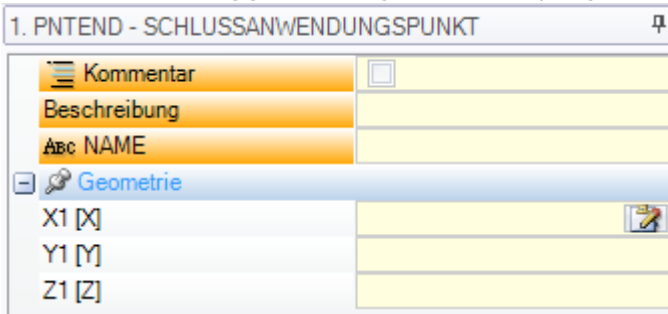 1. PNTEND - SCHLUSSANWENDUNGSPUNKT
Kommentar
Beschreibung
ABC NAME
Geometrie
X1 [X]
Y1 [Y]
Z1 [Z]